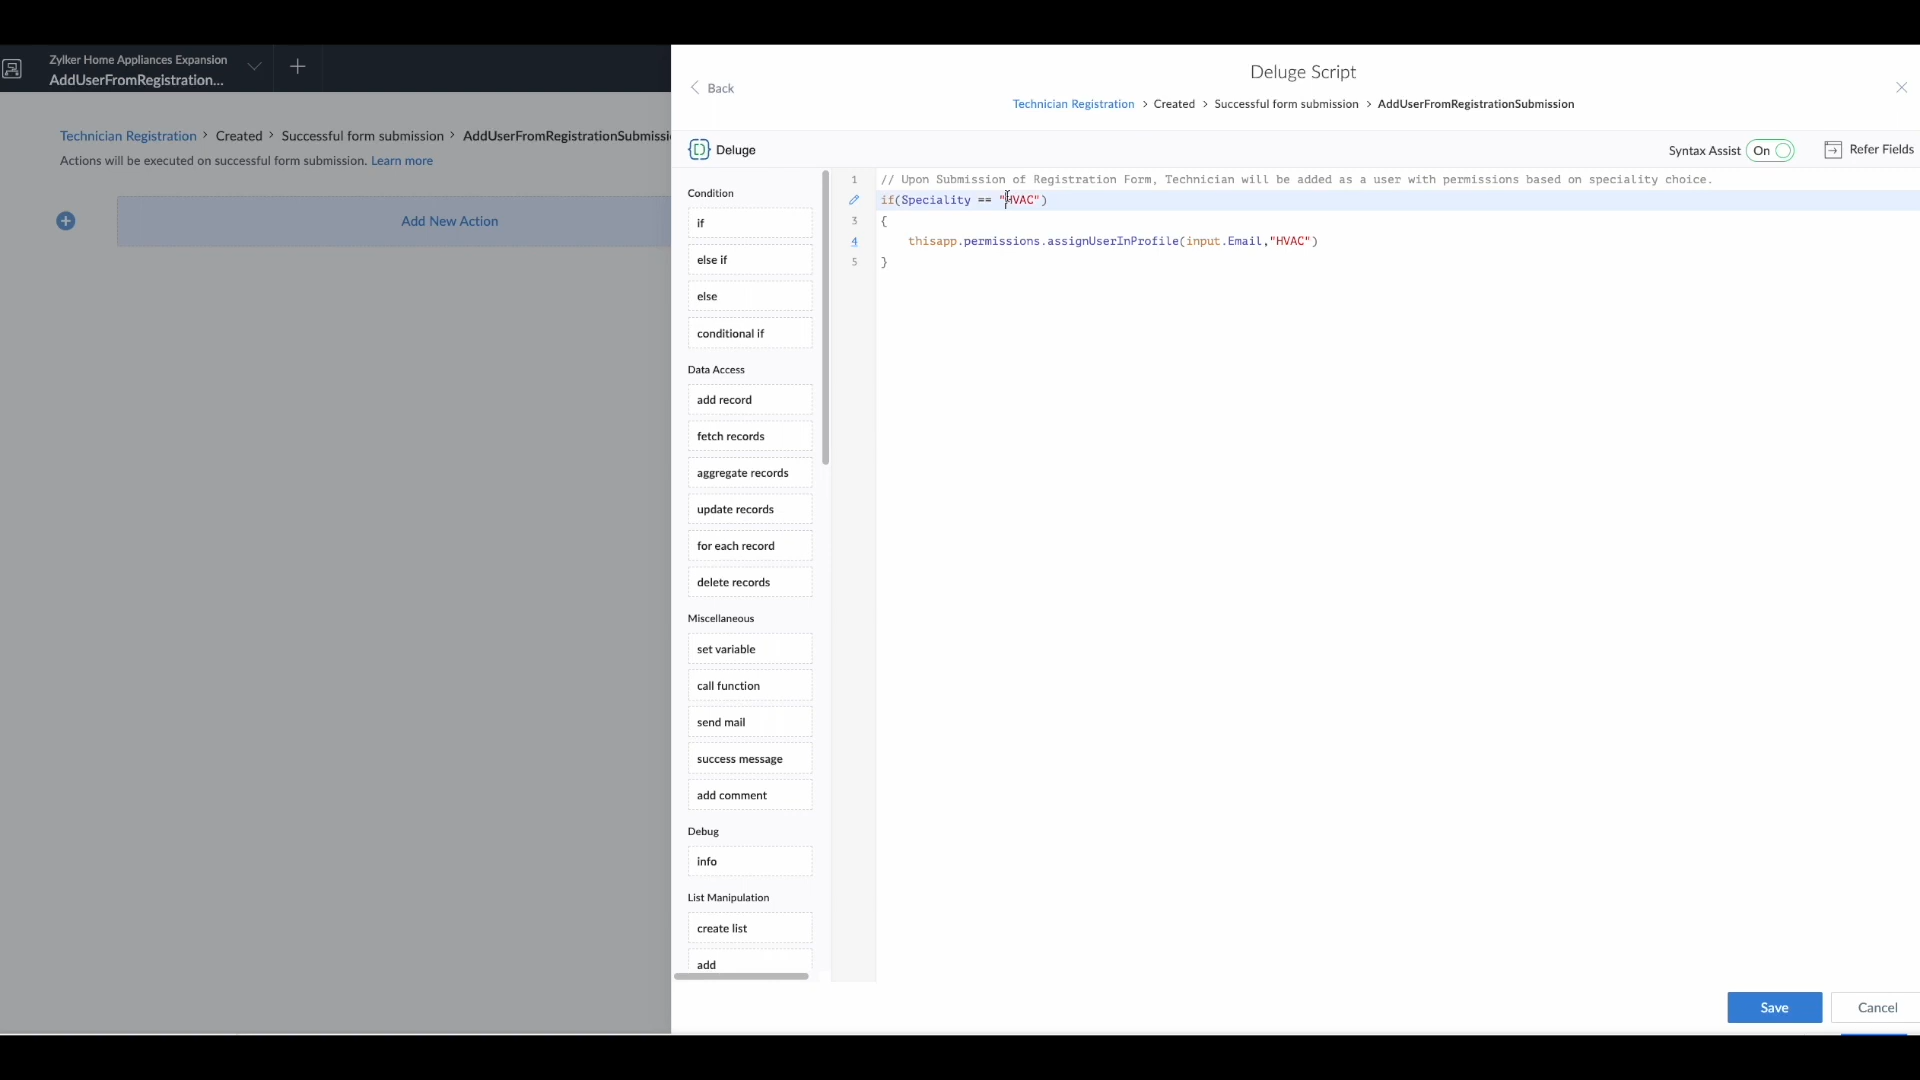 Zylker Home Appliances Expansion
AddUserFromRegistration...
Technician Registration > Created > Successful form submission > AddUserFromRegistrationSubmissi
Actions will be executed on successful form submission. Learn more
Add New Action
Back
Deluge Script
Technician Registration > Created > Successful form submission > AddUserFromRegistrationSubmission
Deluge
Syntax Assist On
Refer Fields
Condition
if
else if
else
conditional if
Data Access
add record
fetch records
aggregate records
update records
for each record
delete records
Miscellaneous
set variable
call function
send mail
success message
add comment
Debug
info
List Manipulation
create list
add
1 // Upon Submission of Registration Form, Technician will be added as a user with permissions based on speciality choice.
if(Speciality == "HVAC")
3 {
4 thisapp.permissions.assignUserInProfile(input.Email,"HVAC")
5 }
Save
Cancel